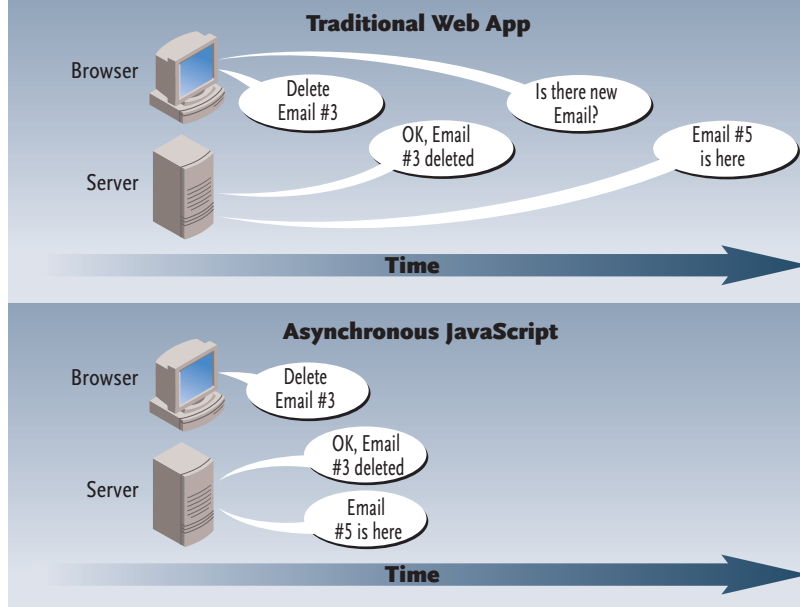 Traditional Web App
Browser
Delete
Email #3
Is there new
Email?
OK, Email
#3 deleted
Email #5
is here
Server
Time
Asynchronous JavaScript
Browser
Delete
Email #3
OK, Email
#3 deleted
Server
Email
#5 is here
Time